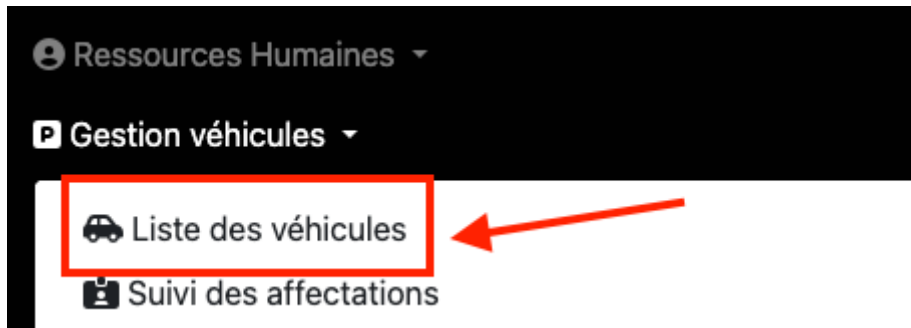 Ressources Humaines
P Gestion véhicules
Liste des véhicules
Suivi des affectations